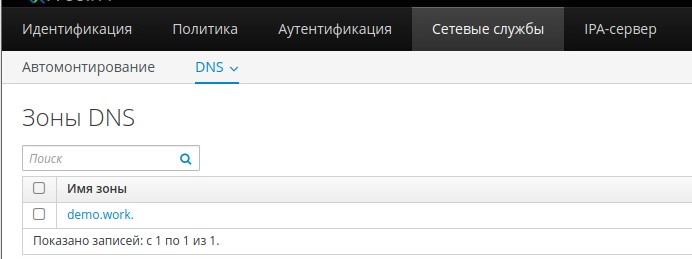 Идентификация Политика Аутентификация Сетевые службы IPA-сервер
Автомонтирование DNS
Зоны DNS
Поиск
Имя зоны
demo.work.
Показано записей: с 1 по 1 из 1.